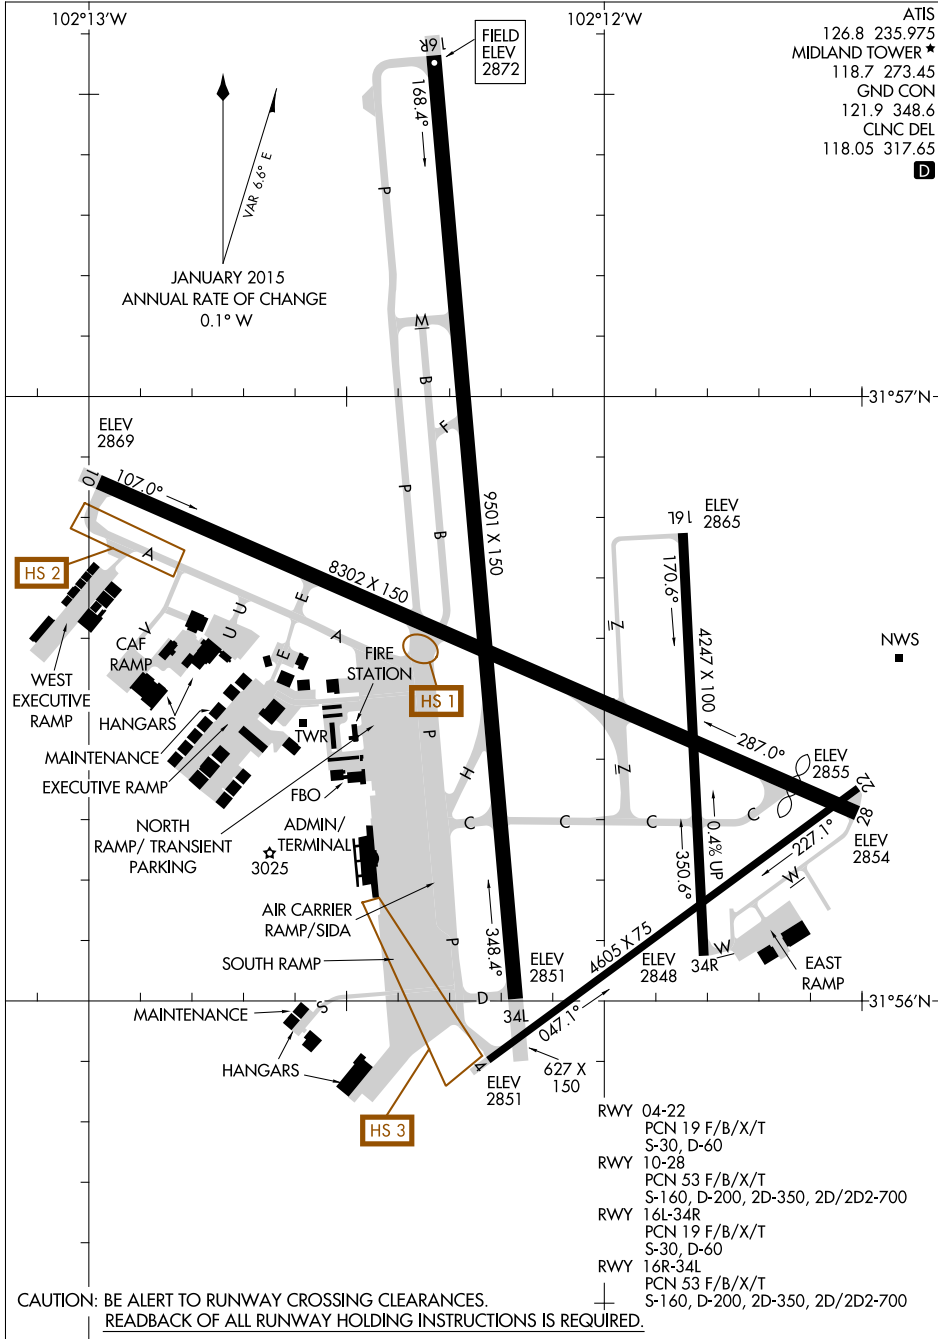 102°13'W
102°12'W
ATIS
126.8 235.975
MIDLAND TOWER ★
118.7 273.45
GND CON
121.9 348.6
CLNC DEL
118.05 317.65
D
16R
FIELD
ELEV
2872
168.4°
VAR 6.6° E
JANUARY 2015
ANNUAL RATE OF CHANGE
0.1° W
P
M
B
F
31°57'N
ELEV
2869
10
107.0°
P
B
9501 X 150
ELEV
2865
16L
170.6°
A
HS 2
8302 X 150
E
U
U
V
A
E
Z
4247 X 100
NWS
CAF
RAMP
FIRE
STATION
WEST
EXECUTIVE
RAMP
HS 1
HANGARS
TWR
P
287.0°
MAINTENANCE
EXECUTIVE RAMP
H
Z
ELEV
2855
22
FBO
NORTH
RAMP/ TRANSIENT
PARKING
ADMIN/
TERMINAL
C
C
C
C
28
ELEV
2854
3025
0.4% UP
350.6°
227.1°
W
AIR CARRIER
RAMP/SIDA
348.4°
P
4605 X 75
SOUTH RAMP
ELEV
2851
ELEV
2848
34R
W
EAST
RAMP
D
34L
31°56'N
S
MAINTENANCE
047.1°
HANGARS
4
ELEV
2851
627 X
150
HS 3
RWY 04-22
PCN 19 F/B/X/T
S-30, D-60
RWY 10-28
PCN 53 F/B/X/T
S-160, D-200, 2D-350, 2D/2D2-700
RWY 16L-34R
PCN 19 F/B/X/T
S-30, D-60
RWY 16R-34L
PCN 53 F/B/X/T
S-160, D-200, 2D-350, 2D/2D2-700
CAUTION: BE ALERT TO RUNWAY CROSSING CLEARANCES.
READBACK OF ALL RUNWAY HOLDING INSTRUCTIONS IS REQUIRED.